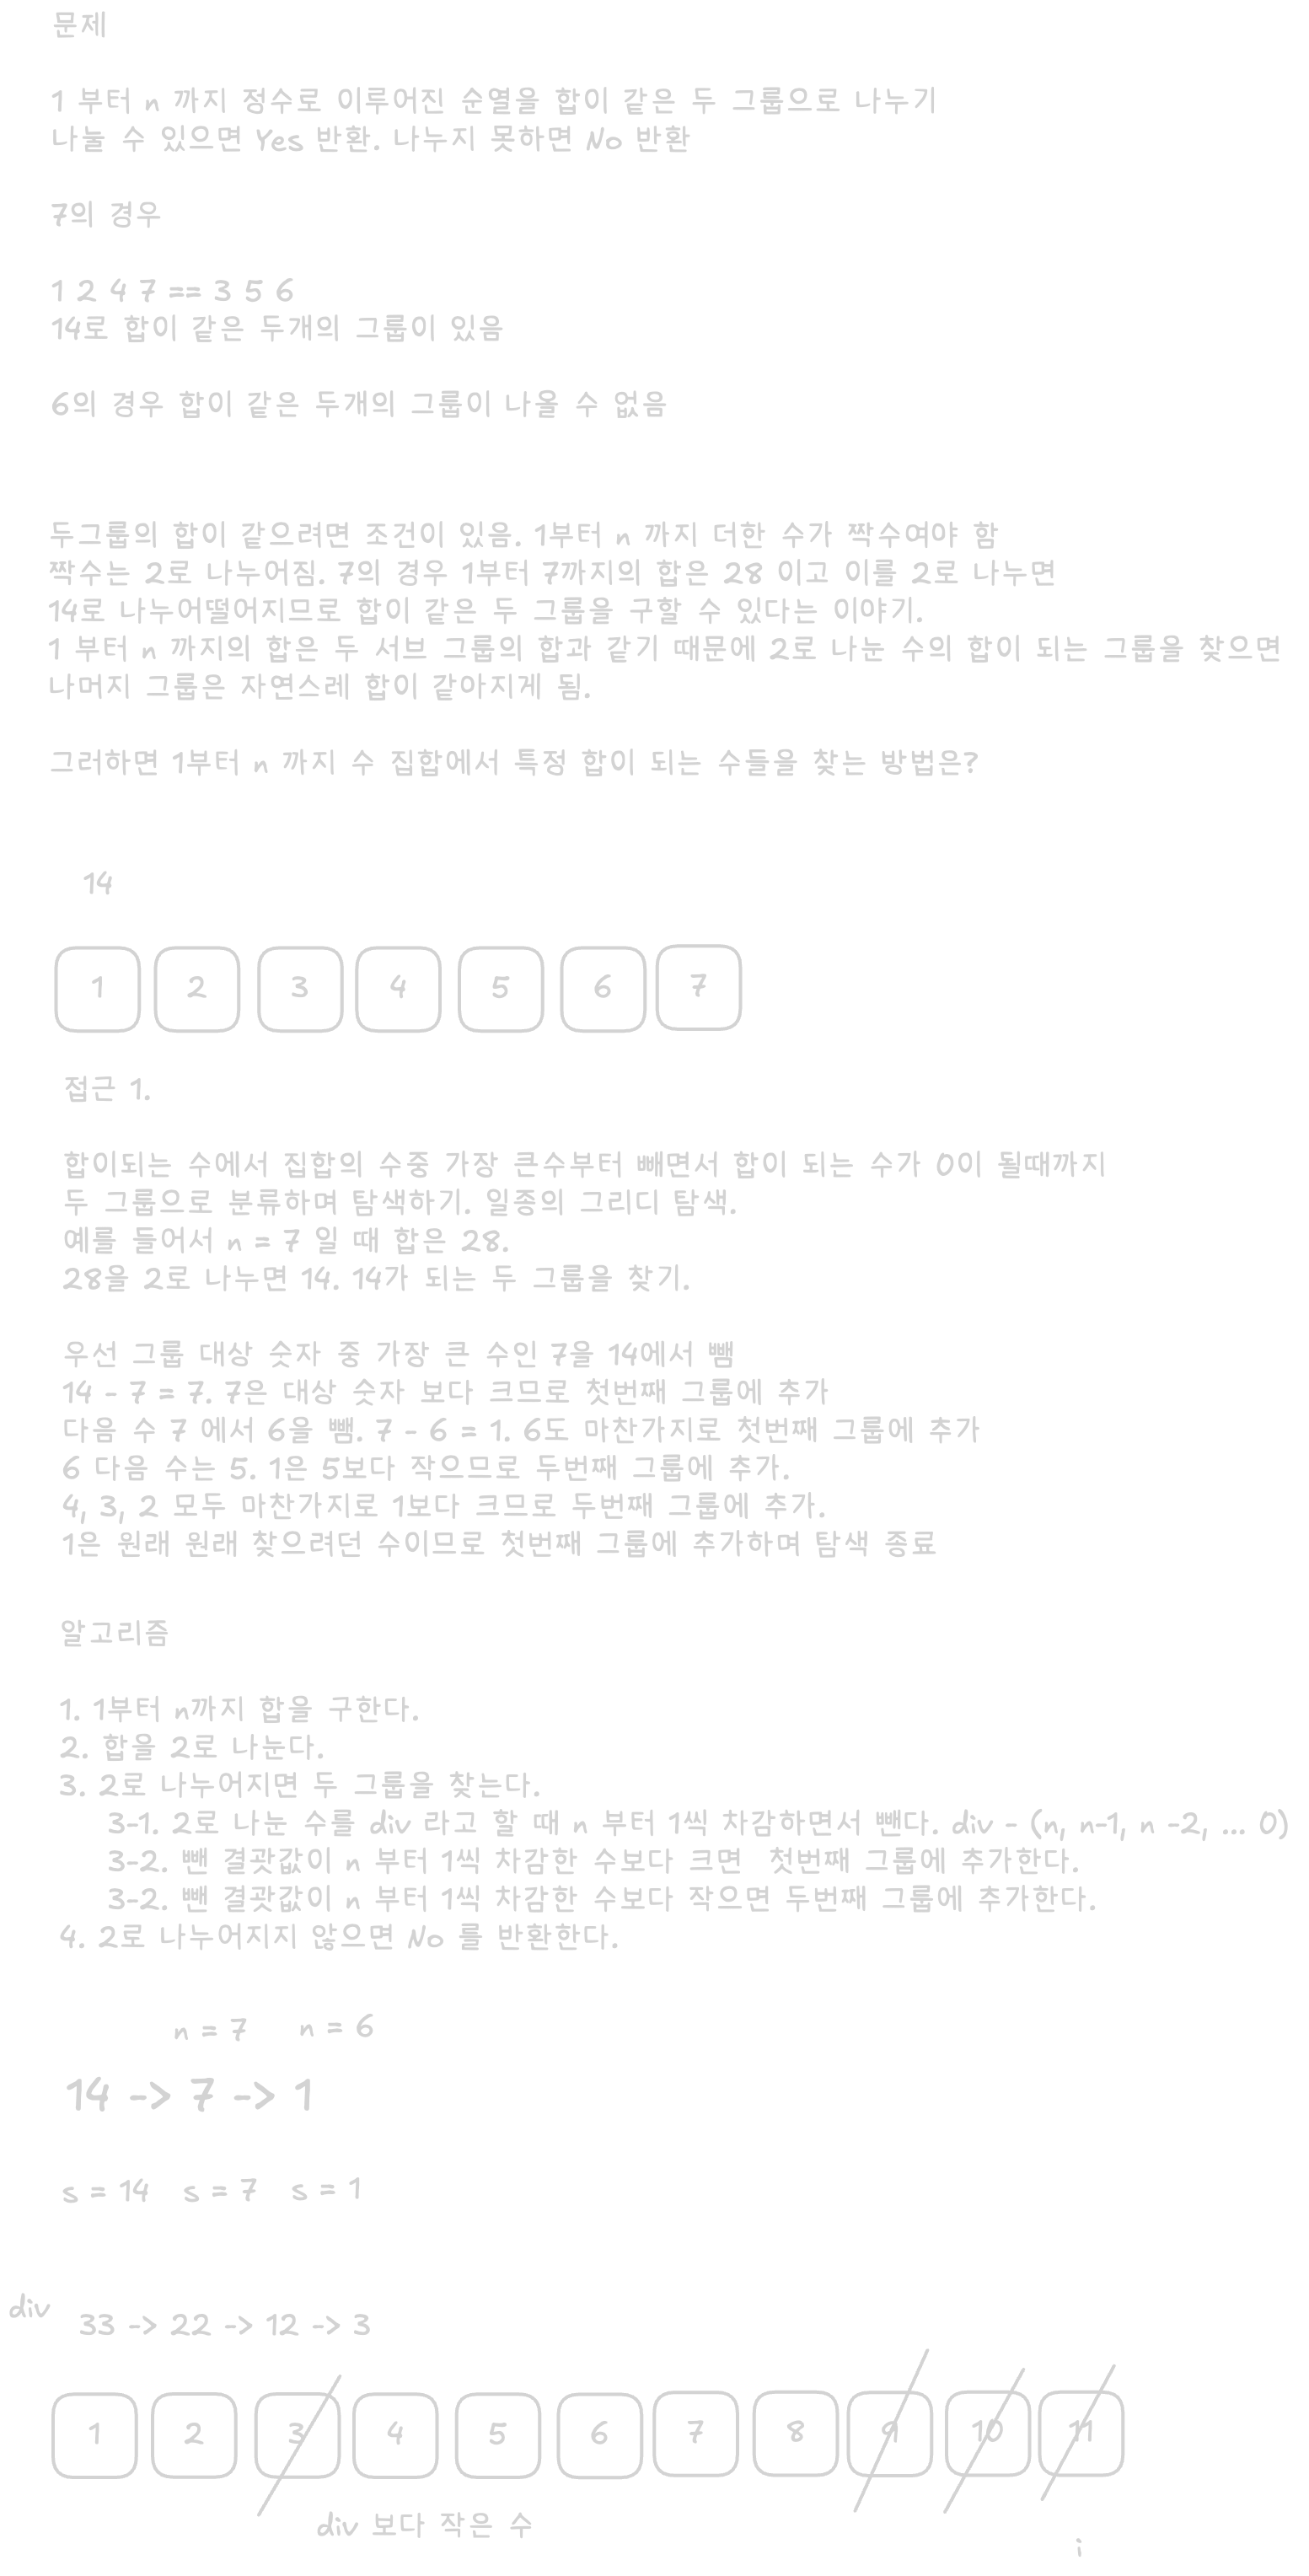 문제
1 부터 n 까지 정수로 이루어진 순열을 합이 같은 두 그룹으로 나누기
나눌 수 있으면 Yes 반환. 나누지 못하면 No 반환
7의 경우
1 2 4 7 == 3 5 6
14로 합이 같은 두개의 그룹이 있음
6의 경우 합이 같은 두개의 그룹이 나올 수 없음
두그룹의 합이 같으려면 조건이 있음. 1부터 n 까지 더한 수가 짝수여야 함
짝수는 2로 나누어짐. 7의 경우 1부터 7까지의 합은 28 이고 이를 2로 나누면
14로 나누어떨어지므로 합이 같은 두 그룹을 구할 수 있다는 이야기.
1 부터 n 까지의 합은 두 서브 그룹의 합과 같기 때문에 2로 나눈 수의 합이 되는 그룹을 찾으면
나머지 그룹은 자연스레 합이 같아지게 됨.
그러하면 1부터 n 까지 수 집합에서 특정 합이 되는 수들을 찾는 방법은?
14
1 2 3 4 5 6 7
접근 1.
합이되는 수에서 집합의 수중 가장 큰수부터 빼면서 합이 되는 수가 0이 될때까지
두 그룹으로 분류하며 탐색하기. 일종의 그리디 탐색.
예를 들어서 n = 7 일 때 합은 28.
28을 2로 나누면 14. 14가 되는 두 그룹을 찾기.
우선 그룹 대상 숫자 중 가장 큰 수인 7을 14에서 뺌
14 - 7 = 7. 7은 대상 숫자 보다 크므로 첫번째 그룹에 추가
다음 수 7 에서 6을 뺌. 7 - 6 = 1. 6도 마찬가지로 첫번째 그룹에 추가
6 다음 수는 5. 1은 5보다 작으므로 두번째 그룹에 추가.
4, 3, 2 모두 마찬가지로 1보다 크므로 두번째 그룹에 추가.
1은 원래 원래 찾으려던 수이므로 첫번째 그룹에 추가하며 탐색 종료
알고리즘
1. 1부터 n까지 합을 구한다.
2. 합을 2로 나눈다.
3. 2로 나누어지면 두 그룹을 찾는다.
3-1. 2로 나눈 수를 div 라고 할 때 n 부터 1씩 차감하면서 뺀다. div - (n, n-1, n -2, ... 0)
3-2. 뺀 결괏값이 n 부터 1씩 차감한 수보다 크면  첫번째 그룹에 추가한다.
3-2. 뺀 결괏값이 n 부터 1씩 차감한 수보다 작으면 두번째 그룹에 추가한다.
4. 2로 나누어지지 않으면 No 를 반환한다.
n = 7 n = 6
14 -> 7 -> 1
s = 14 s = 7 s = 1
div
33 -> 22 -> 12 -> 3
1 2 3 4 5 6 7 8 9 10 11
div 보다 작은 수
i